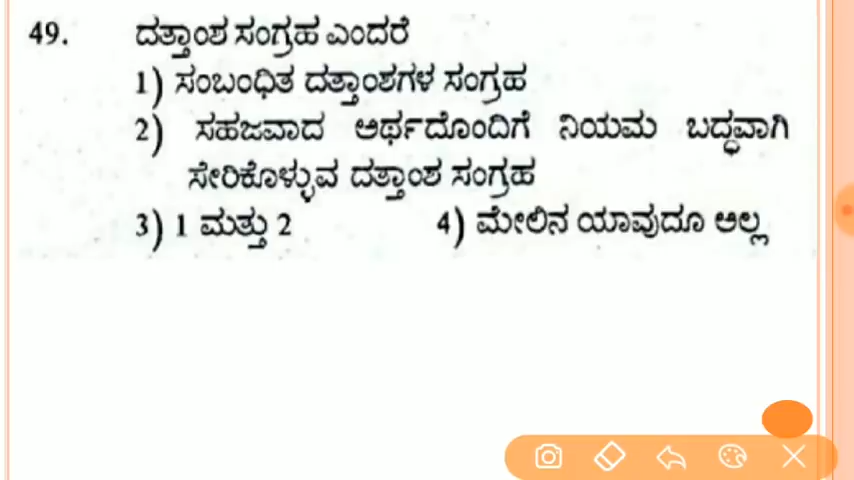 49. ದತ್ತಾಂಶ ಸಂಗ್ರಹ ಎಂದರೆ
1) ಸಂಬಂಧಿತ ದತ್ತಾಂಶಗಳ ಸಂಗ್ರಹ
2) ಸಹಜವಾದ ಅರ್ಥದೊಂದಿಗೆ ನಿಯಮ ಬದ್ಧವಾಗಿ
ಸೇರಿಕೊಳ್ಳುವ ದತ್ತಾಂಶ ಸಂಗ್ರಹ
3) 1 ಮತ್ತು 2 4) ಮೇಲಿನ ಯಾವುದೂ ಅಲ್ಲ